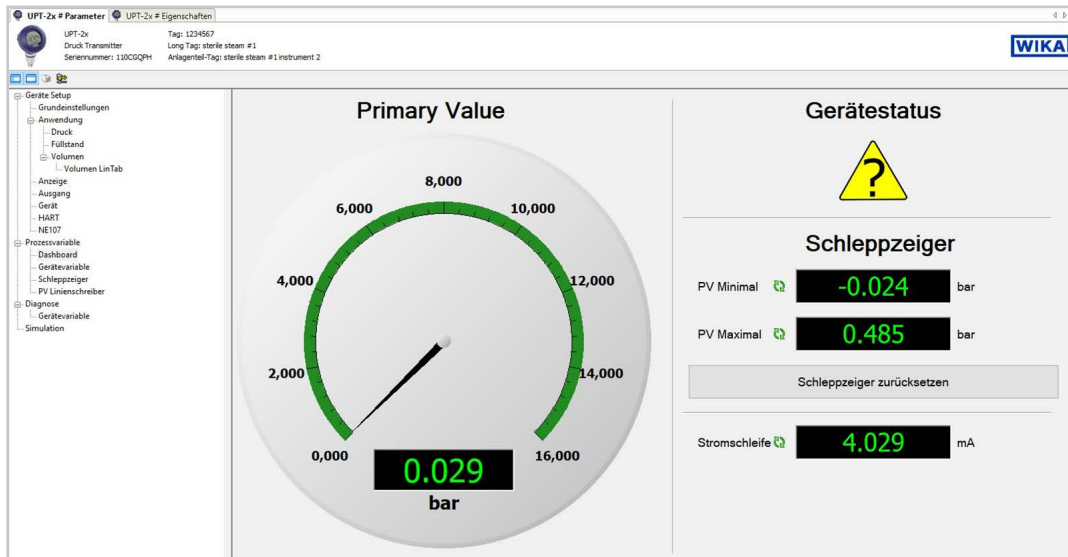 UPT-2x # Parameter
UPT-2x # Eigenschaften
UPT-2x
Druck Transmitter
Seriennummer: 110CGQPH
Tag: 1234567
Long Tag: sterile steam #1
Anlagenteil-Tag: sterile steam #1 instrument 2
WIKAI
Geräte Setup
Grundeinstellungen
Anwendung
Druck
Füllstand
Volumen
Volumen LinTab
Anzeige
Ausgang
Gerät
HART
NE107
Prozessvariable
Dashboard
Gerätevariable
Schleppzeiger
PV Linienschreiber
Diagnose
Gerätevariable
Simulation
Primary Value
0,000
2,000
4,000
6,000
8,000
10,000
12,000
14,000
16,000
0.029
bar
Gerätestatus
?
Schleppzeiger
PV Minimal -0.024 bar
PV Maximal 0.485 bar
Schleppzeiger zurücksetzen
Stromschleife 4.029 mA